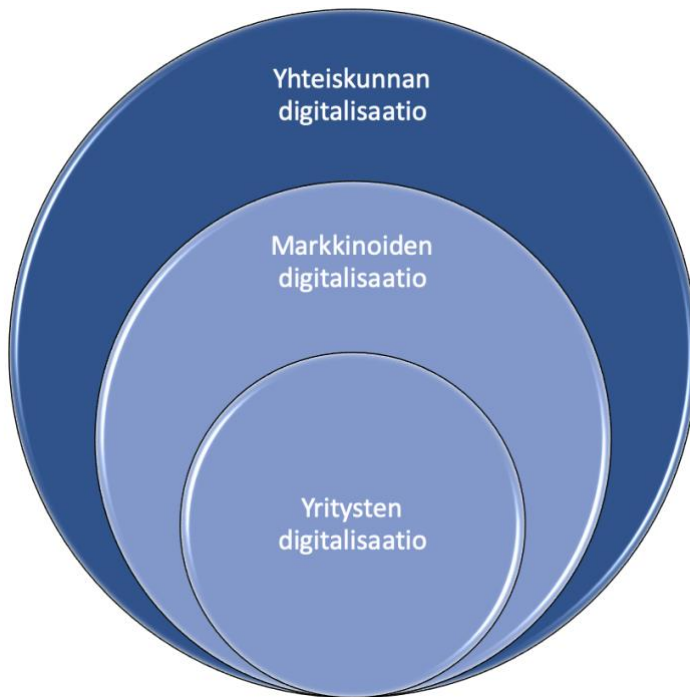 Yhteiskunnan
digitalisaatio
Markkinoiden
digitalisaatio
Yritysten
digitalisaatio